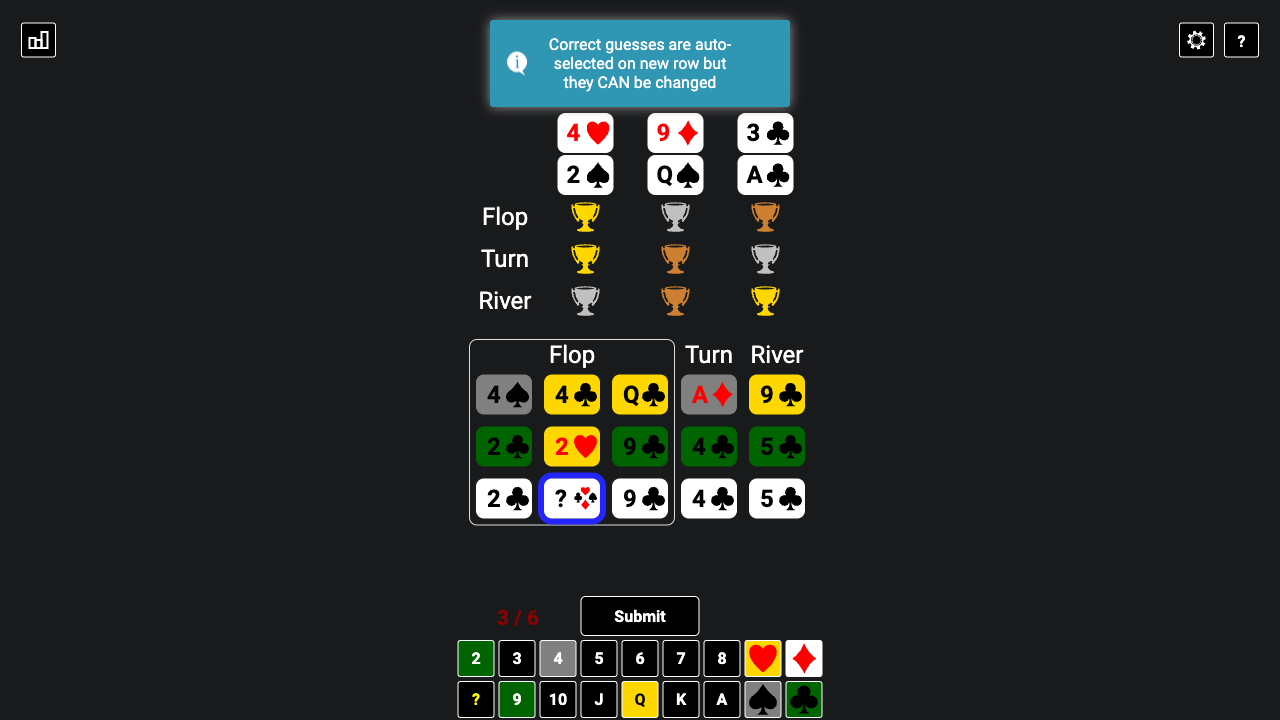 Correct guesses are auto-
selected on new row but
they CAN be changed
?
4 9 3
2 Q A
Flop
Turn
River
Flop Turn River
4 4 Q A 9
2 2 9 4 5
2 ? 9 4 5
3 / 6 Submit
2 3 4 5 6 7 8
? 9 10 J Q K A